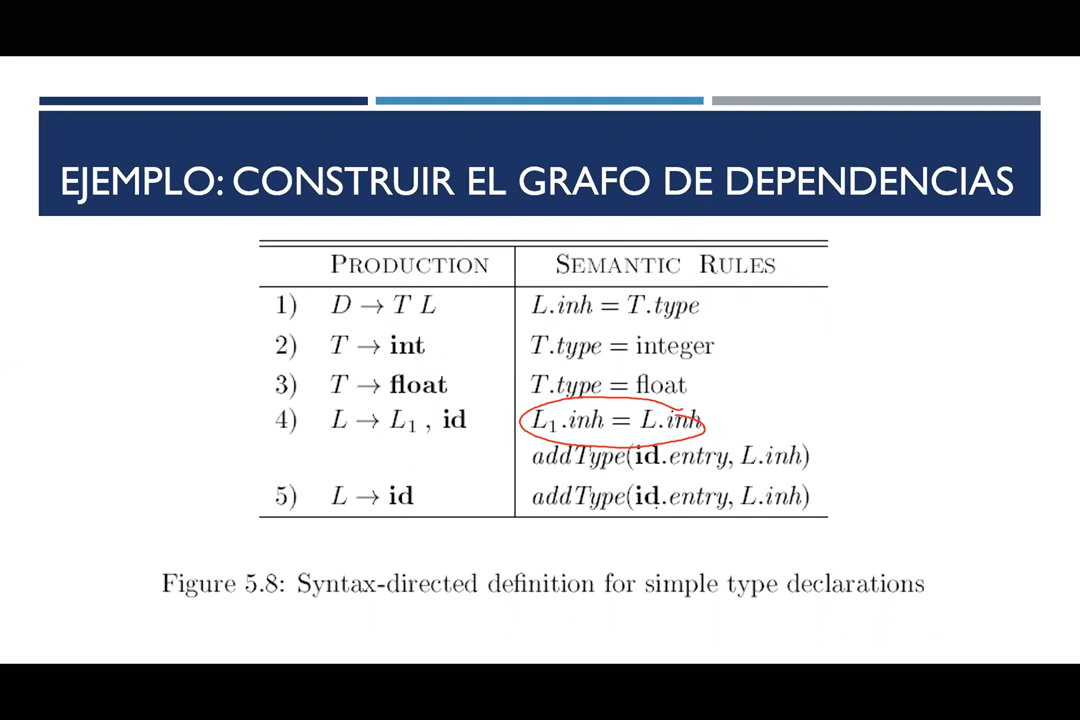 EJEMPLO: CONSTRUIR EL GRAFO DE DEPENDENCIAS
PRODUCTION SEMANTIC RULES
1) D → T L L.inh = T.type
2) T → int T.type = integer
3) T → float T.type = float
4) L → L₁ , id L₁.inh = L.inh
addType(id.entry, L.inh)
5) L → id addType(id.entry, L.inh)
Figure 5.8: Syntax-directed definition for simple type declarations